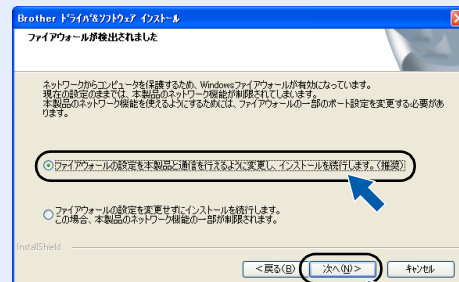 Brother ﾄﾞﾗｲﾊﾞ&ｿﾌﾄｳｪｱ ｲﾝｽﾄｰﾙ
ファイアウォールが検出されました
ネットワークからコンピュータを保護するため、Windowsファイアウォールが有効になっています。
現在の設定のままでは、本製品のネットワーク機能が制限されてしまいます。
本製品のネットワーク機能を使えるようにするためには、ファイアウォールの一部のポート設定を変更する必要があ
ります。
ファイアウォールの設定を本製品と通信を行えるように変更し、インストールを続行します。(推奨)
ファイアウォールの設定を変更せずにインストールを続行します。
この場合、本製品のネットワーク機能の一部が制限されます。
InstallShield
<戻る(B)
次へ(N)>
キャンセル